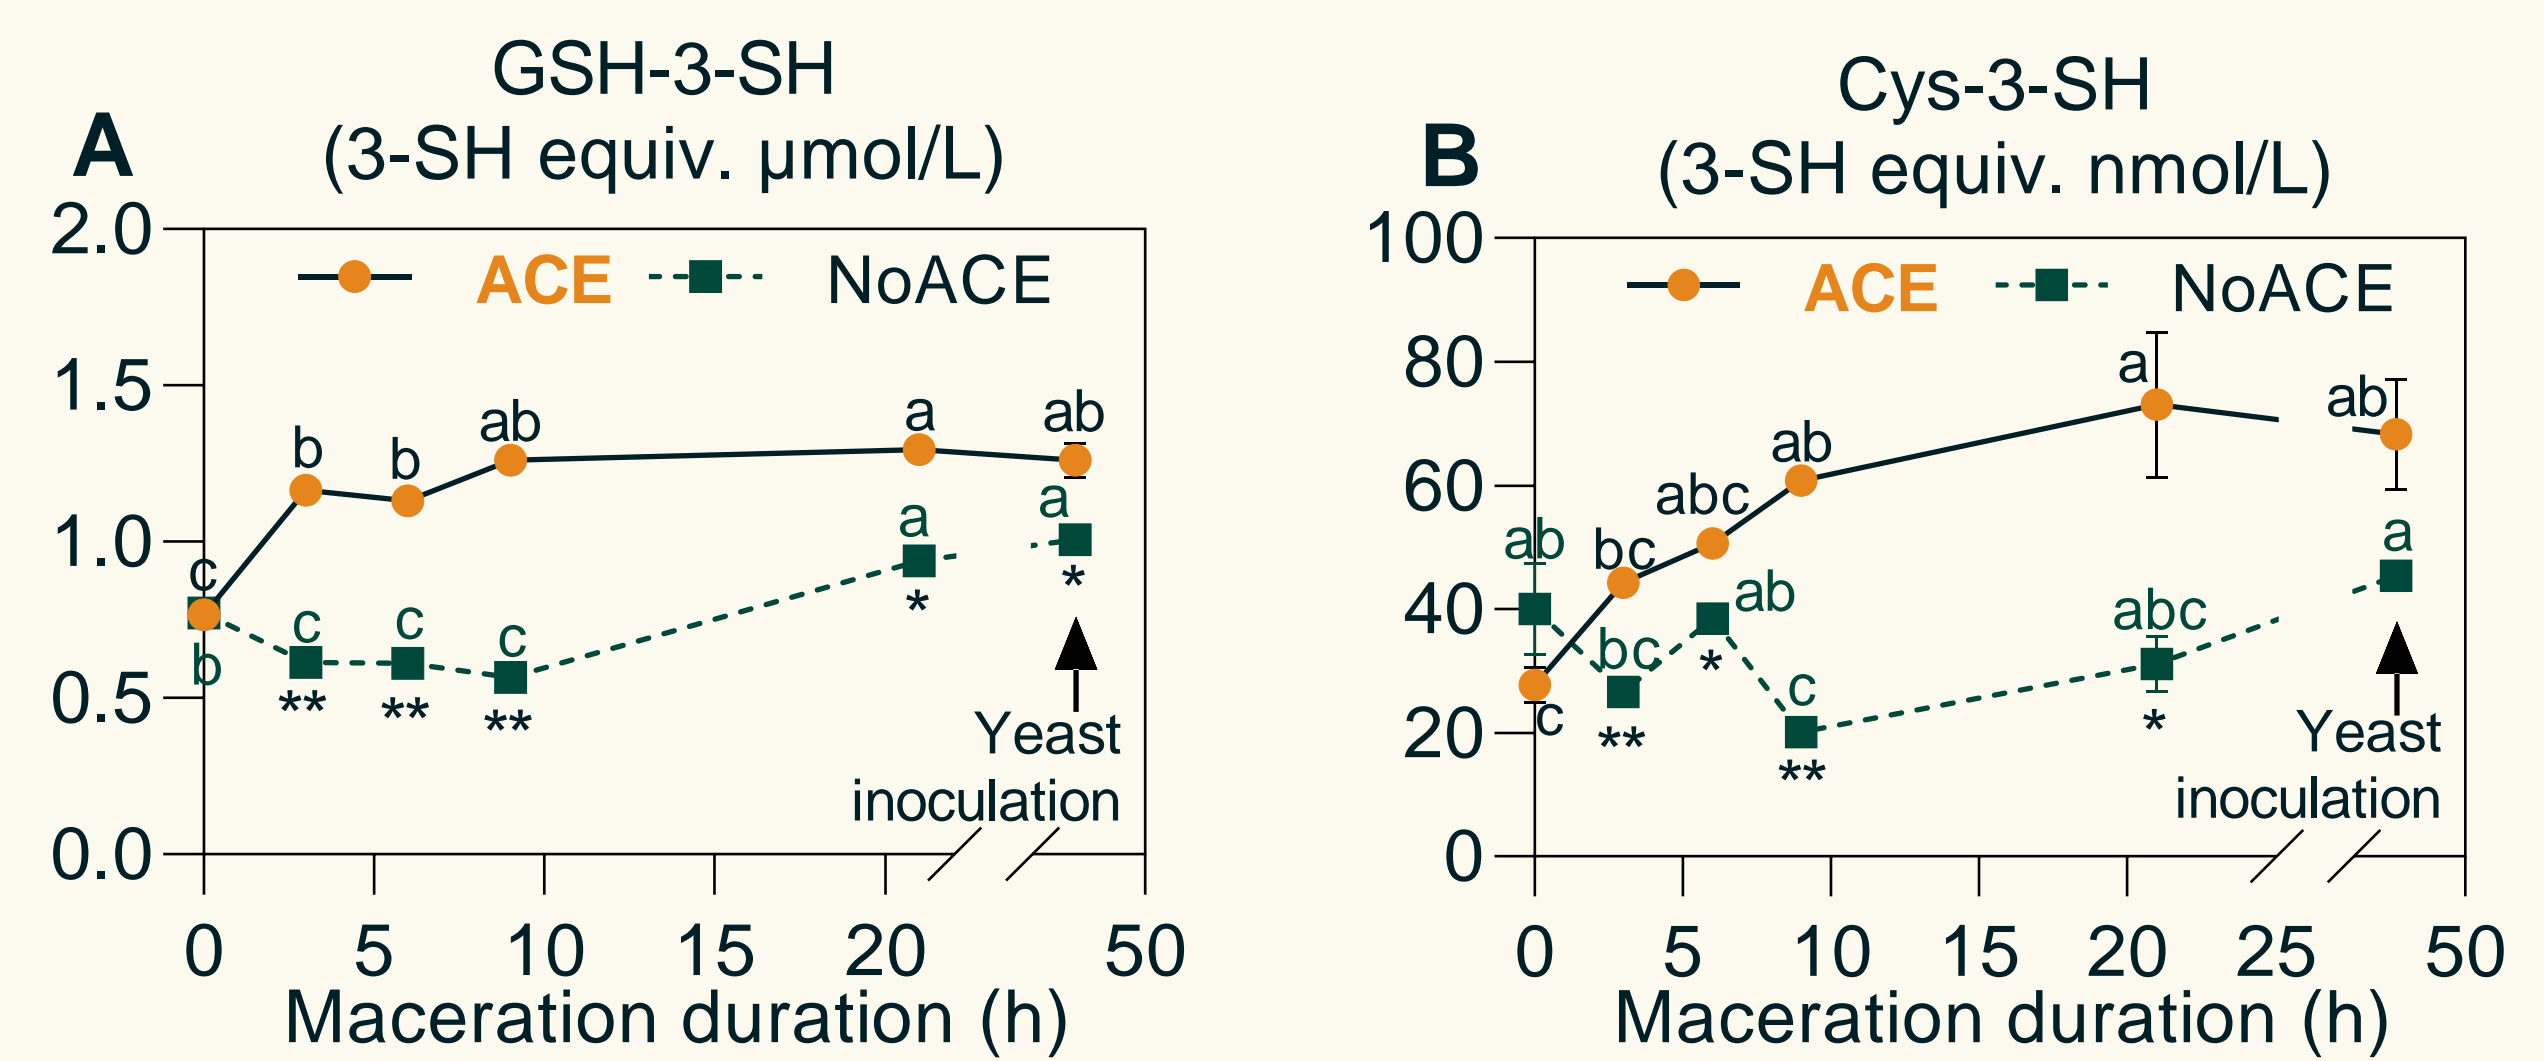 A
GSH-3-SH
(3-SH equiv. µmol/L)
2.0
1.5
1.0
0.5
0.0
ACE NoACE
c b b ab a ab
b c c c a a
** ** ** * *
Yeast
inoculation
0 5 10 15 20 50
Maceration duration (h)
B
Cys-3-SH
(3-SH equiv. nmol/L)
100
80
60
40
20
0
ACE NoACE
c bc abc ab a ab
ab bc ab c abc a
** * ** *
Yeast
inoculation
0 5 10 15 20 25 50
Maceration duration (h)